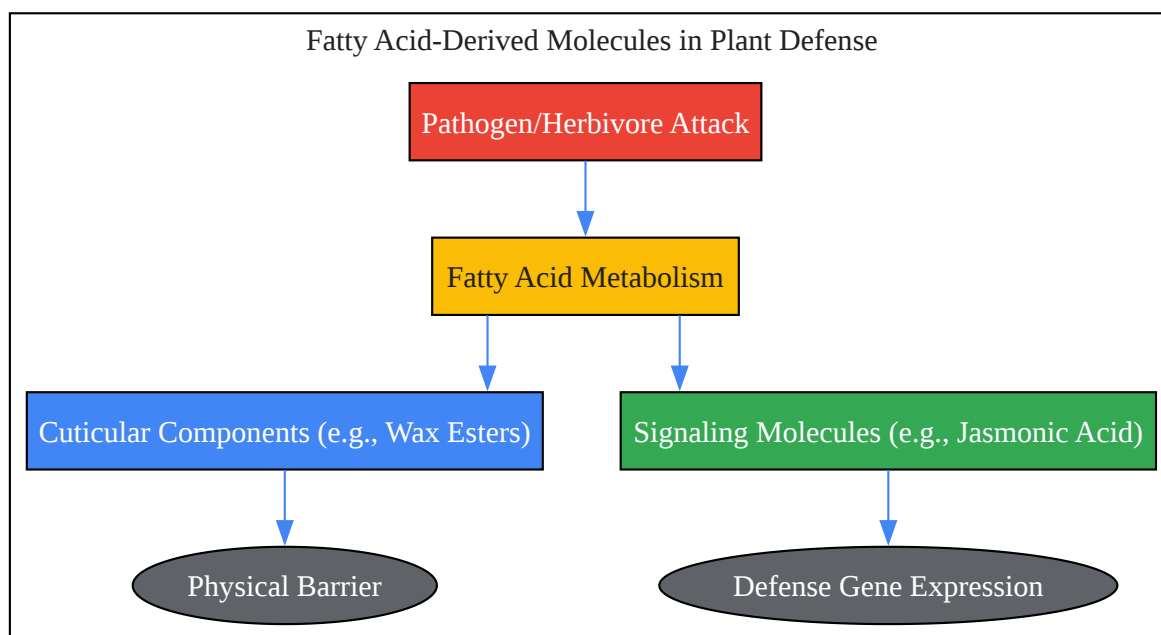 Fatty Acid-Derived Molecules in Plant Defense
Pathogen/Herbivore Attack
Fatty Acid Metabolism
Cuticular Components (e.g., Wax Esters)
Signaling Molecules (e.g., Jasmonic Acid)
Physical Barrier
Defense Gene Expression